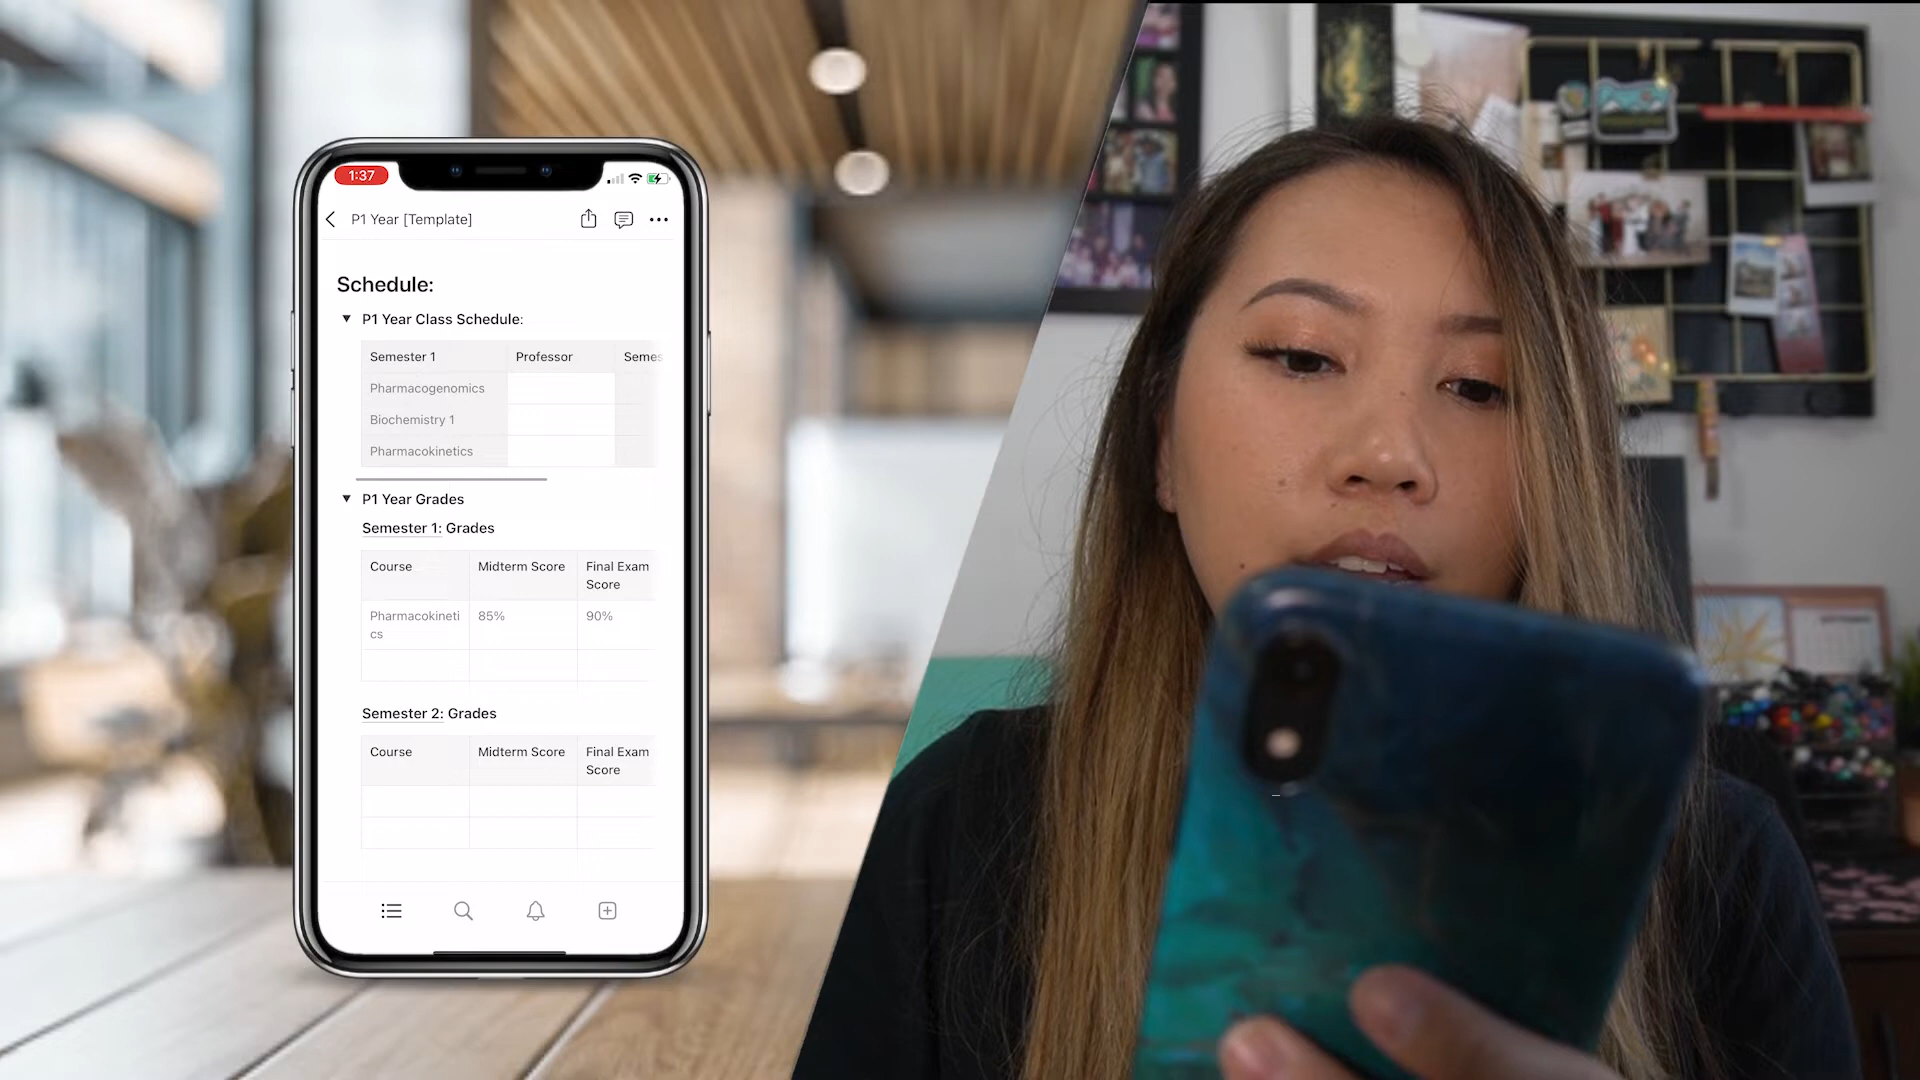 1:37
P1 Year [Template]
Schedule:
P1 Year Class Schedule:
Semester 1 Professor Semes
Pharmacogenomics
Biochemistry 1
Pharmacokinetics
P1 Year Grades
Semester 1: Grades
Course Midterm Score Final Exam
Score
Pharmacokineti 85% 90%
cs
Semester 2: Grades
Course Midterm Score Final Exam
Score